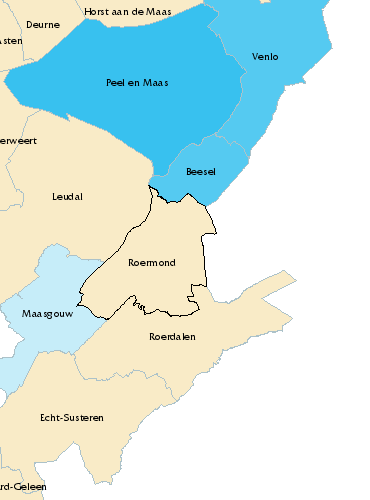 Horst aan de Maas
Deurne
sten
Venlo
Peel en Maas
erweert
Beesel
Leudal
Roermond
Maasgouw
Roerdalen
Echt-Susteren
rd-Geleen